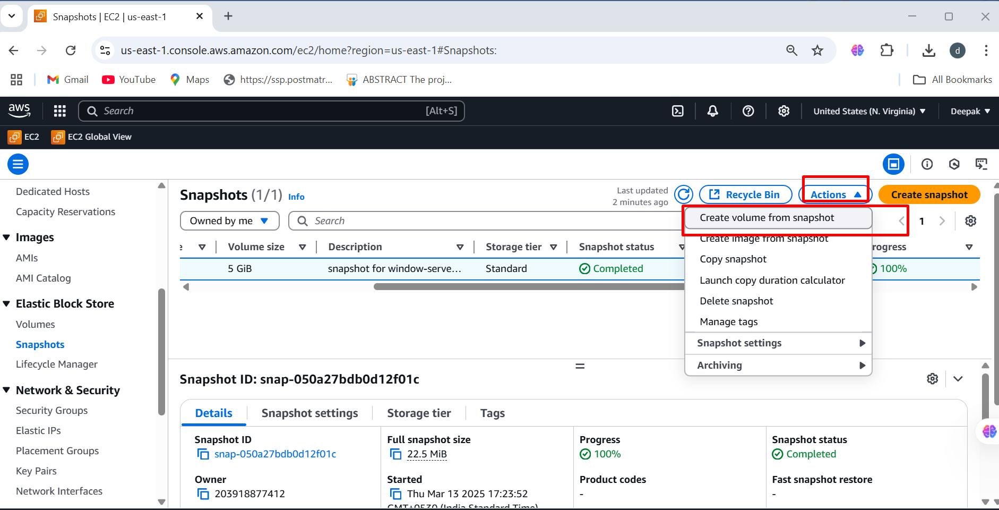 Snapshots | EC2 | us-east-1
us-east-1.console.aws.amazon.com/ec2/home?region=us-east-1#Snapshots:
d
Gmail
YouTube
Maps
https://ssp.postmatr...
ABSTRACT The proj...
All Bookmarks
aws
Search
[Alt+S]
United States (N. Virginia)
Deepak
EC2
EC2 Global View
Dedicated Hosts
Capacity Reservations
Images
AMIs
AMI Catalog
Elastic Block Store
Volumes
Snapshots
Lifecycle Manager
Network & Security
Security Groups
Elastic IPs
Placement Groups
Key Pairs
Network Interfaces
Snapshots (1/1) Info
Last updated
2 minutes ago
Recycle Bin
Actions
Create snapshot
Owned by me
Search
1
Create volume from snapshot
Create image from snapshot
Copy snapshot
Launch copy duration calculator
Delete snapshot
Manage tags
Snapshot settings
Archiving
e
Volume size
Description
Storage tier
Snapshot status
rogress
5 GiB
snapshot for window-serve...
Standard
Completed
100%
Snapshot ID: snap-050a27bdb0d12f01c
Details
Snapshot settings
Storage tier
Tags
Snapshot ID
snap-050a27bdb0d12f01c
Full snapshot size
22.5 MiB
Progress
100%
Snapshot status
Completed
Owner
203918877412
Started
Thu Mar 13 2025 17:23:52
GMT+0530 (India Standard Time)
Product codes
-
Fast snapshot restore
-